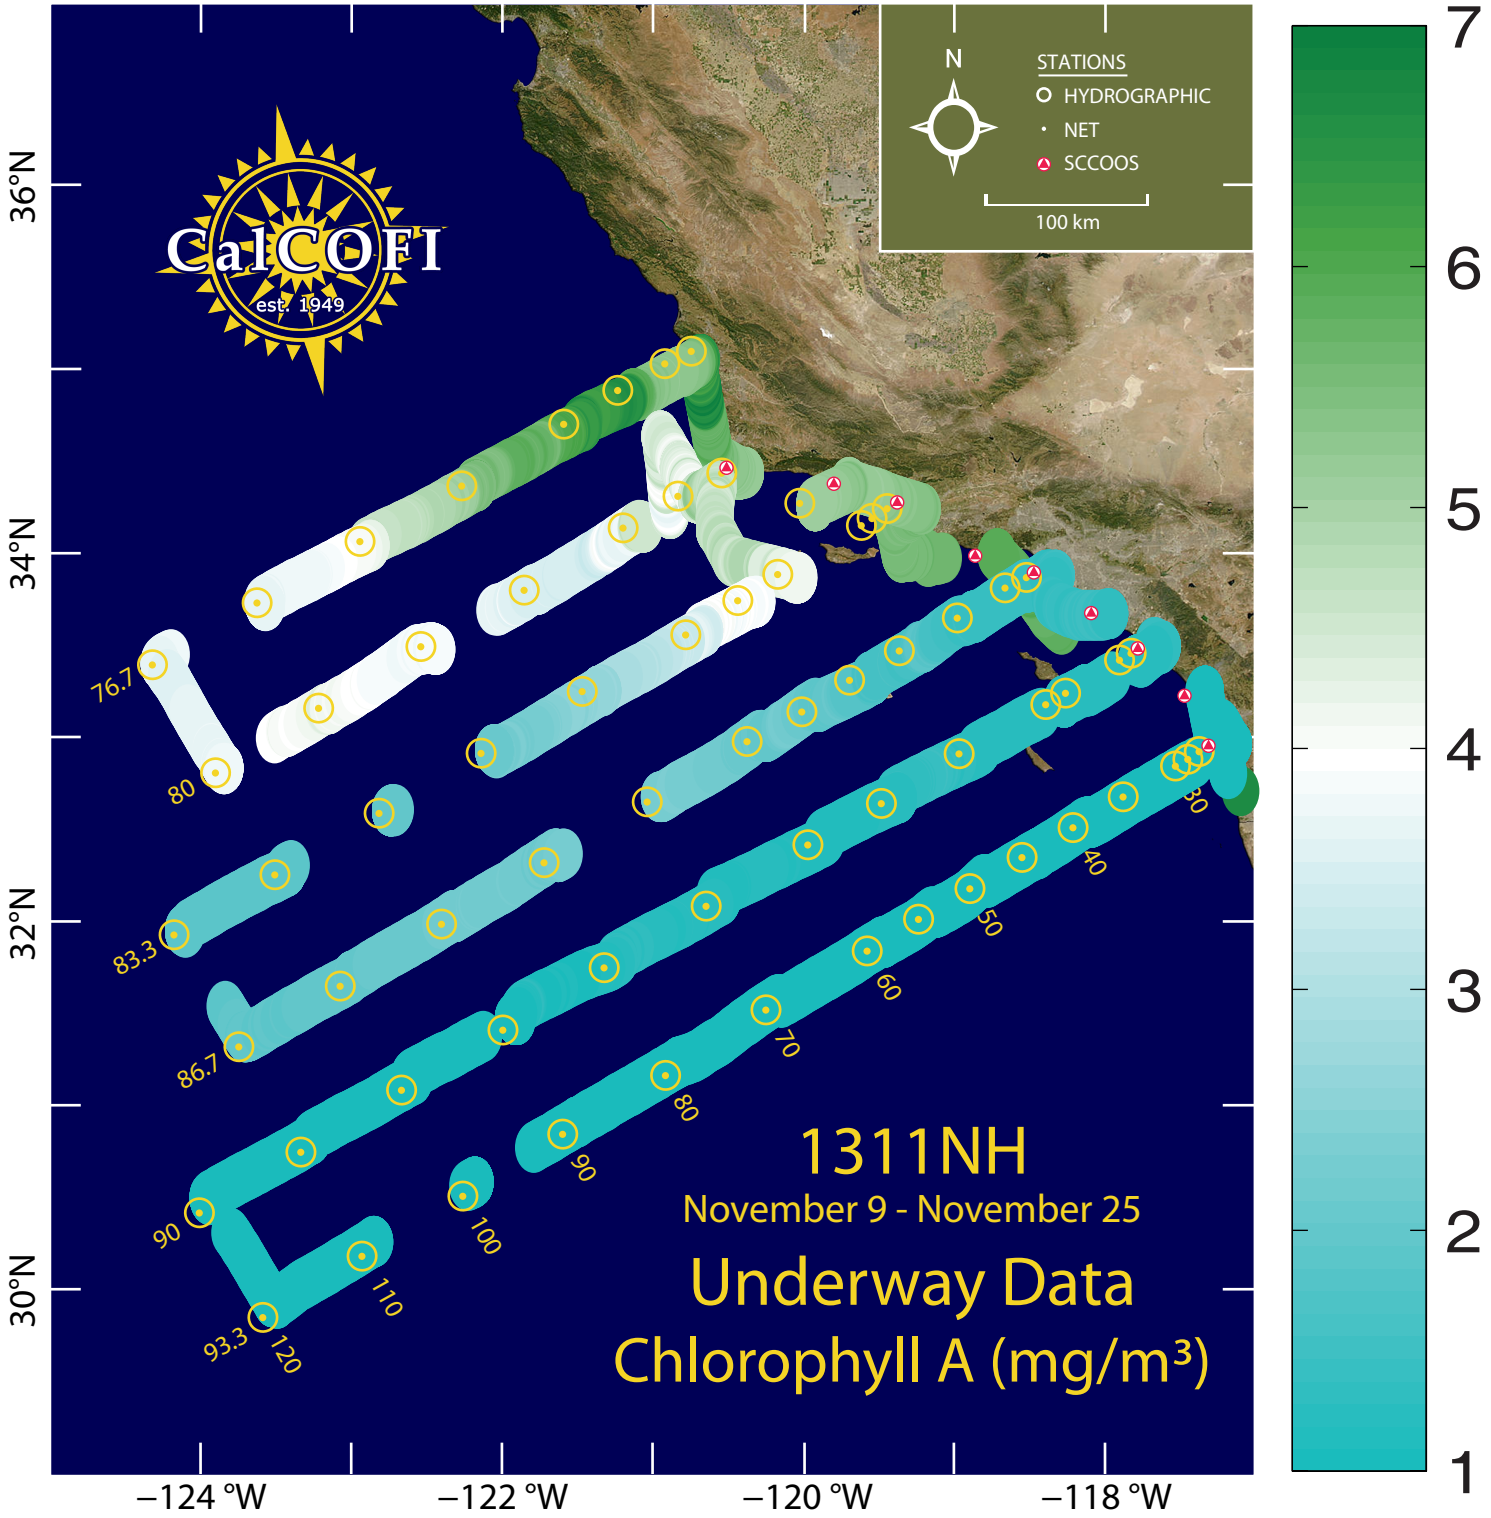 N
STATIONS
HYDROGRAPHIC
NET
SCCOOS
100 km
CalCOFI
est. 1949
36°N
34°N
32°N
30°N
76.7
80
83.3
86.7
90
93.3
30
40
50
60
70
80
90
100
110
120
1311NH
November 9 - November 25
Underway Data
Chlorophyll A (mg/m³)
−124 °W
−122 °W
−120 °W
−118 °W
7
6
5
4
3
2
1